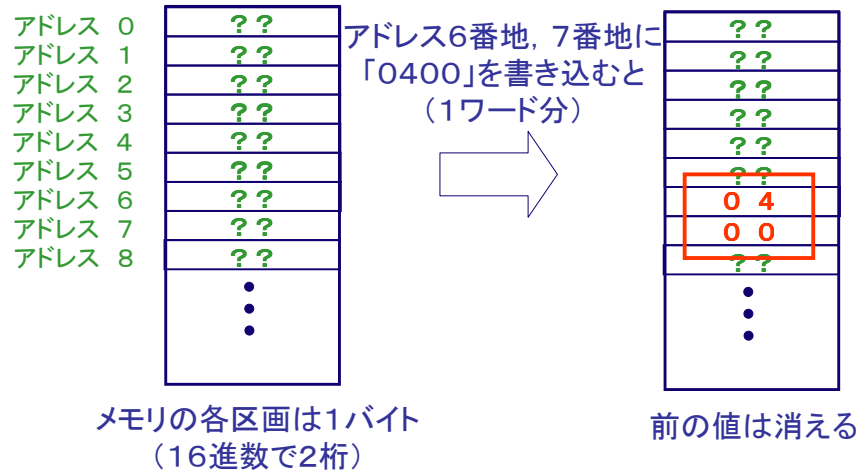 アドレス 0
アドレス 1
アドレス 2
アドレス 3
アドレス 4
アドレス 5
アドレス 6
アドレス 7
アドレス 8
??
??
??
??
??
??
??
??
??
アドレス6番地,7番地に
「0400」を書き込むと
(1ワード分)
??
??
??
??
??
??
0 4
0 0
??
メモリの各区画は1バイト
(16進数で2桁)
前の値は消える